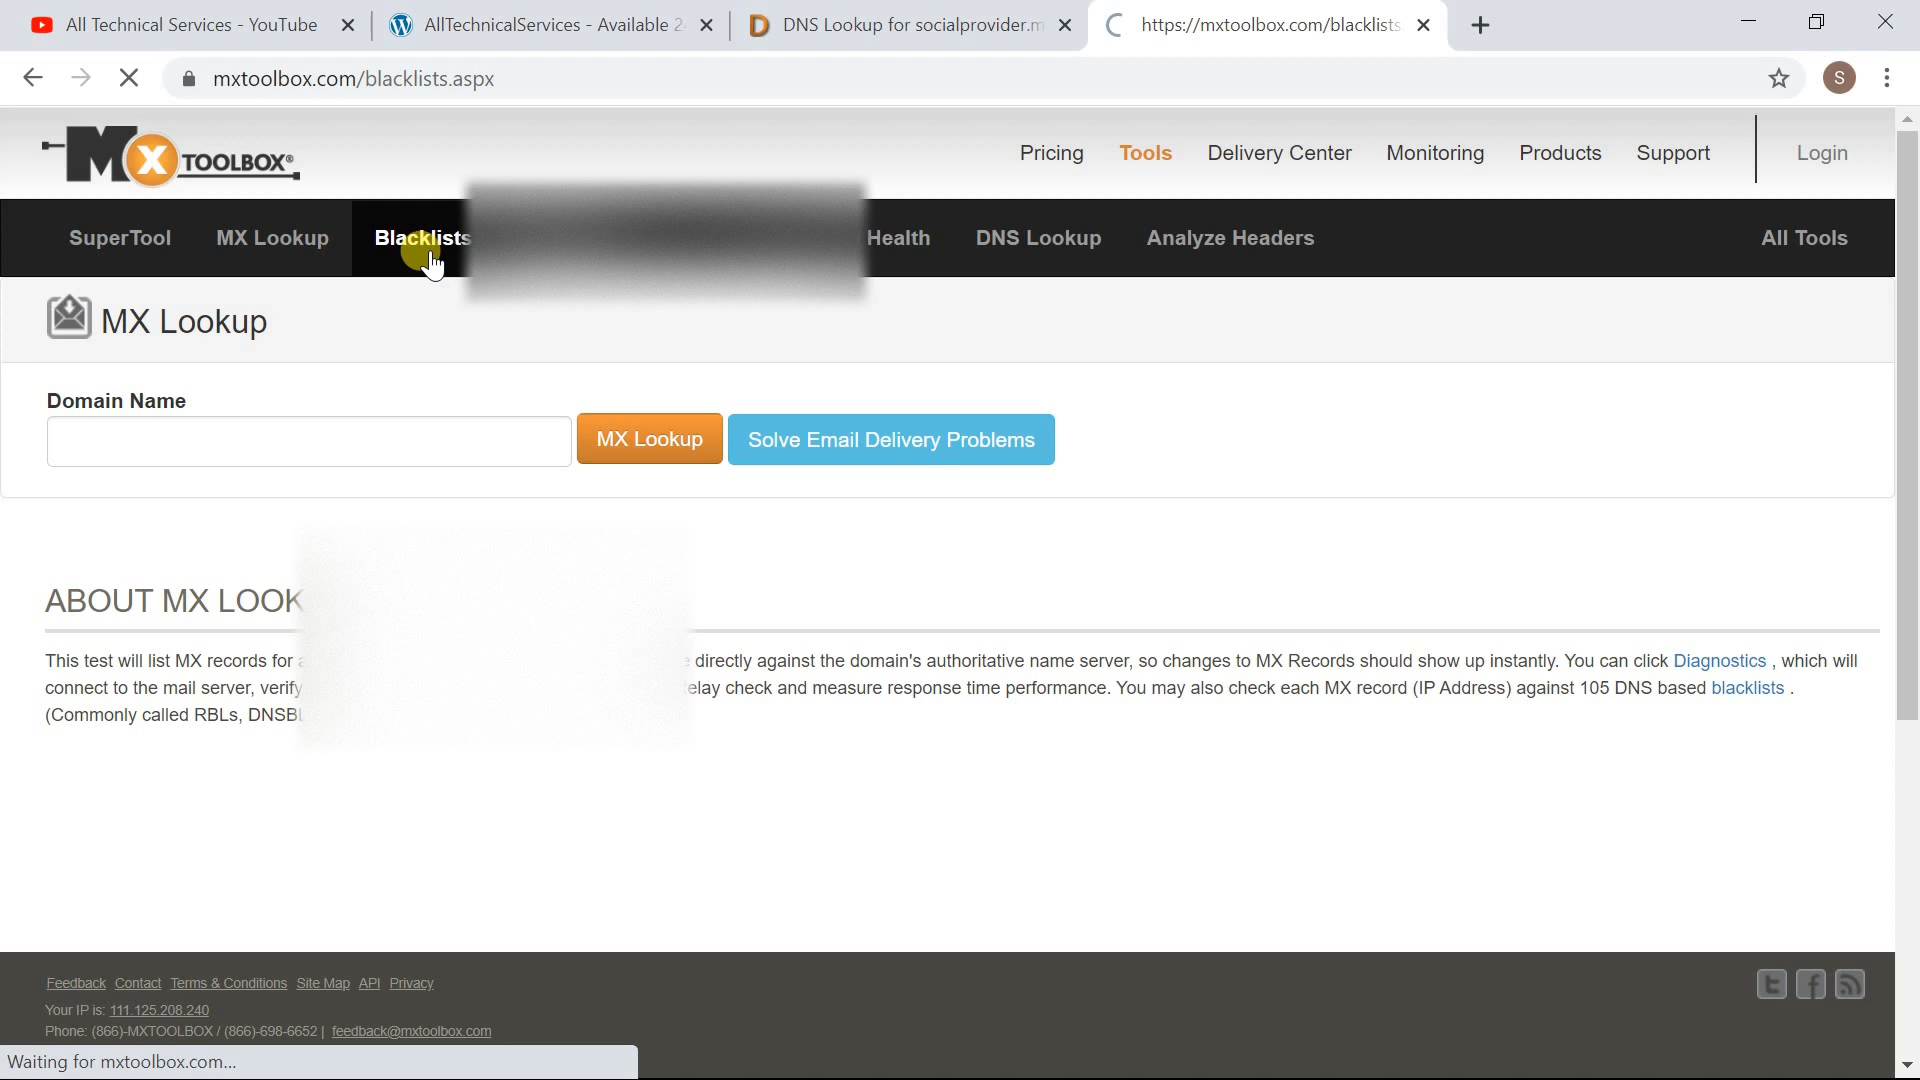 All Technical Services - YouTube
AllTechnicalServices - Available 2
DNS Lookup for socialprovider.m
https://mxtoolbox.com/blacklists
mxtoolbox.com/blacklists.aspx
S
MX TOOLBOX®
Pricing Tools Delivery Center Monitoring Products Support Login
SuperTool MX Lookup Blacklists Health DNS Lookup Analyze Headers All Tools
MX Lookup
Domain Name
MX Lookup Solve Email Delivery Problems
ABOUT MX LOOK
This test will list MX records for directly against the domain's authoritative name server, so changes to MX Records should show up instantly. You can click Diagnostics , which will
connect to the mail server, verify elay check and measure response time performance. You may also check each MX record (IP Address) against 105 DNS based blacklists .
(Commonly called RBLs, DNSBL
Feedback Contact Terms & Conditions Site Map API Privacy
Your IP is: 111.125.208.240
Phone: (866)-MXTOOLBOX / (866)-698-6652 | feedback@mxtoolbox.com
Waiting for mxtoolbox.com...